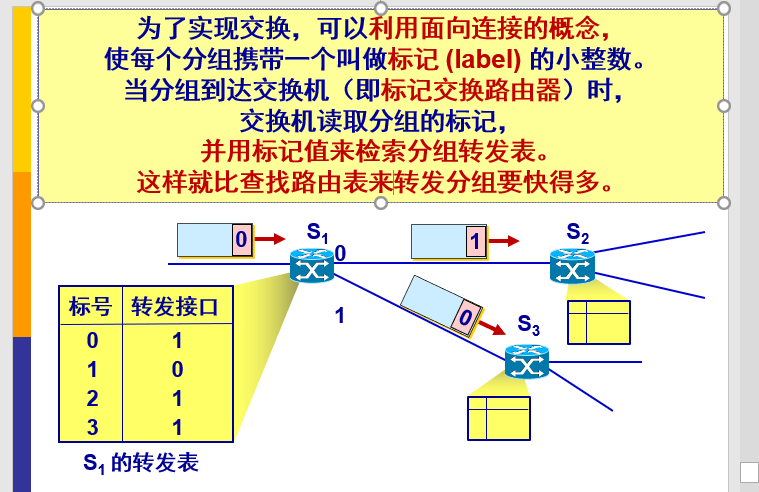 为了实现交换，可以利用面向连接的概念，
使每个分组携带一个叫做标记 (label) 的小整数。
当分组到达交换机（即标记交换路由器）时，
交换机读取分组的标记，
并用标记值来检索分组转发表。
这样就比查找路由表来转发分组要快得多。
0
S1
0
1
S2
1
0
S3
标号 转发接口
0 1
1 0
2 1
3 1
S1 的转发表